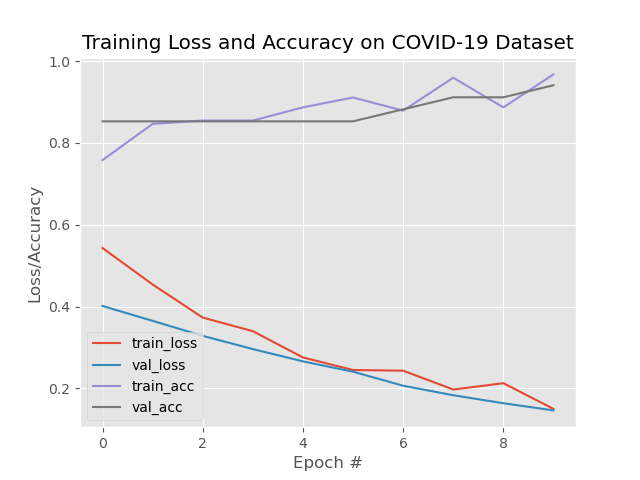 Training Loss and Accuracy on COVID-19 Dataset
1.0
0.8
0.6
0.4
0.2
Loss/Accuracy
train_loss
val_loss
train_acc
val_acc
0 2 4 6 8
Epoch #